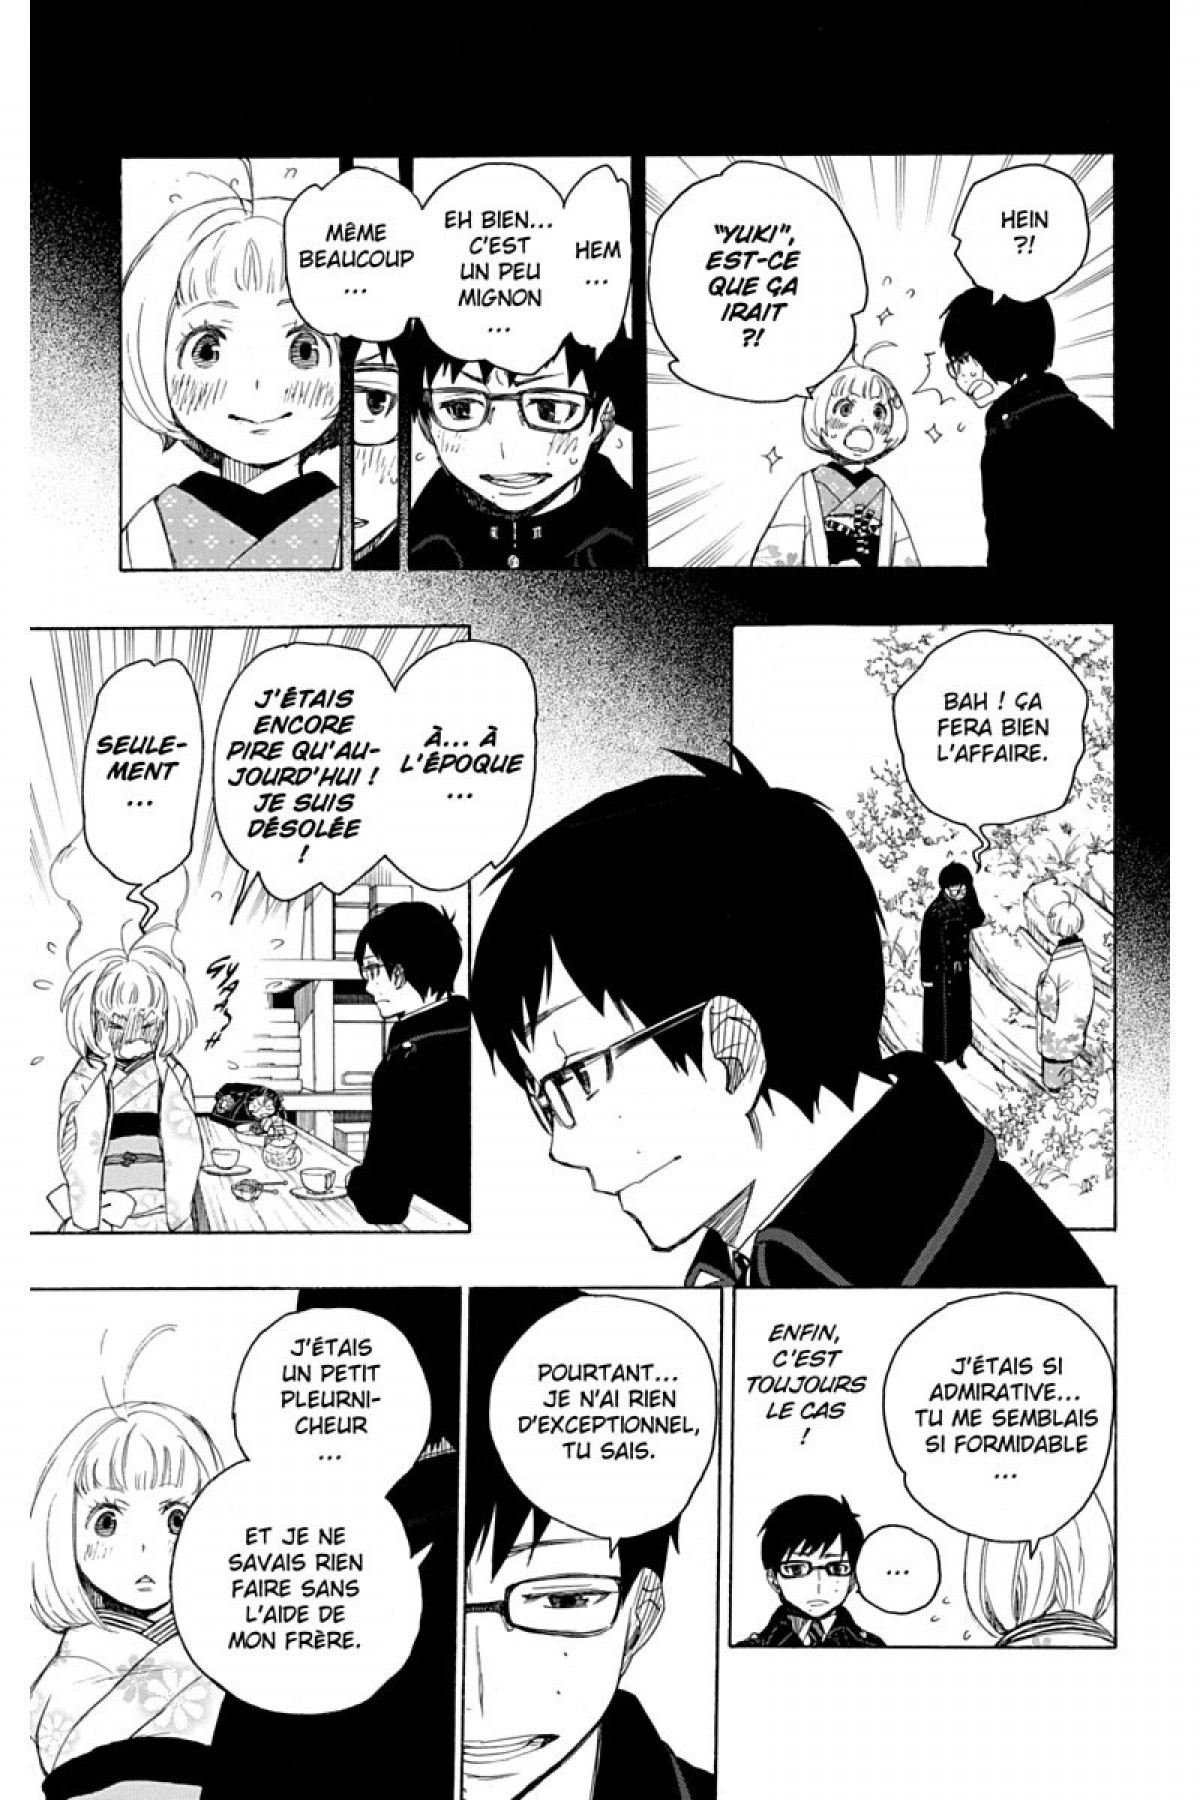 HEIN
?!
"YUKI",
EST-CE
QUE ÇA
IRAIT
?!
HEM
...
EH BIEN...
C'EST
UN PEU
MIGNON
...
MÊME
BEAUCOUP
...
BAH ! ÇA
FERA BIEN
L'AFFAIRE.
À... À
L'ÉPOQUE
...
J'ÉTAIS
ENCORE
PIRE QU'AU-
JOURD'HUI !
JE SUIS
DÉSOLÉE
!
SEULE-
MENT
...
J'ÉTAIS SI
ADMIRATIVE...
TU ME SEMBLAIS
SI FORMIDABLE
...
ENFIN,
C'EST
TOUJOURS
LE CAS
!
...
POURTANT...
JE N'AI RIEN
D'EXCEPTIONNEL,
TU SAIS.
J'ÉTAIS
UN PETIT
PLEURNI-
CHEUR
...
ET JE NE
SAVAIS RIEN
FAIRE SANS
L'AIDE DE
MON FRÈRE.